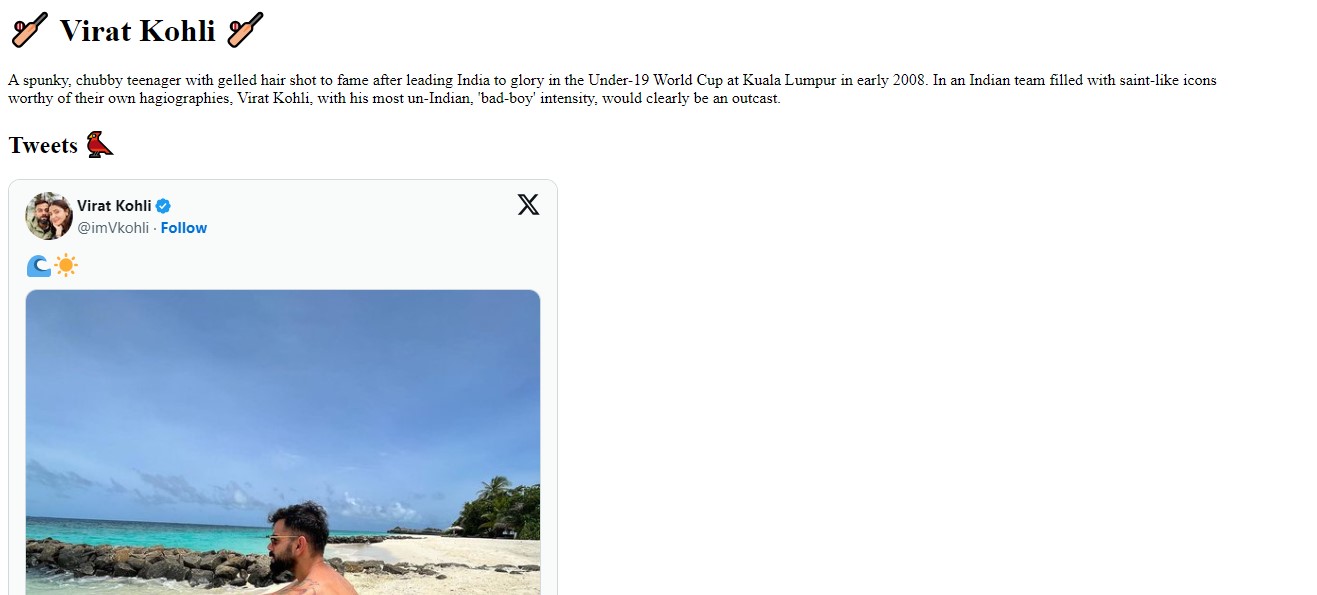 🏏 Virat Kohli 🏏
A spunky, chubby teenager with gelled hair shot to fame after leading India to glory in the Under-19 World Cup at Kuala Lumpur in early 2008. In an Indian team filled with saint-like icons
worthy of their own hagiographies, Virat Kohli, with his most un-Indian, 'bad-boy' intensity, would clearly be an outcast.
Tweets
Virat Kohli
@imVkohli · Follow
🌊☀️